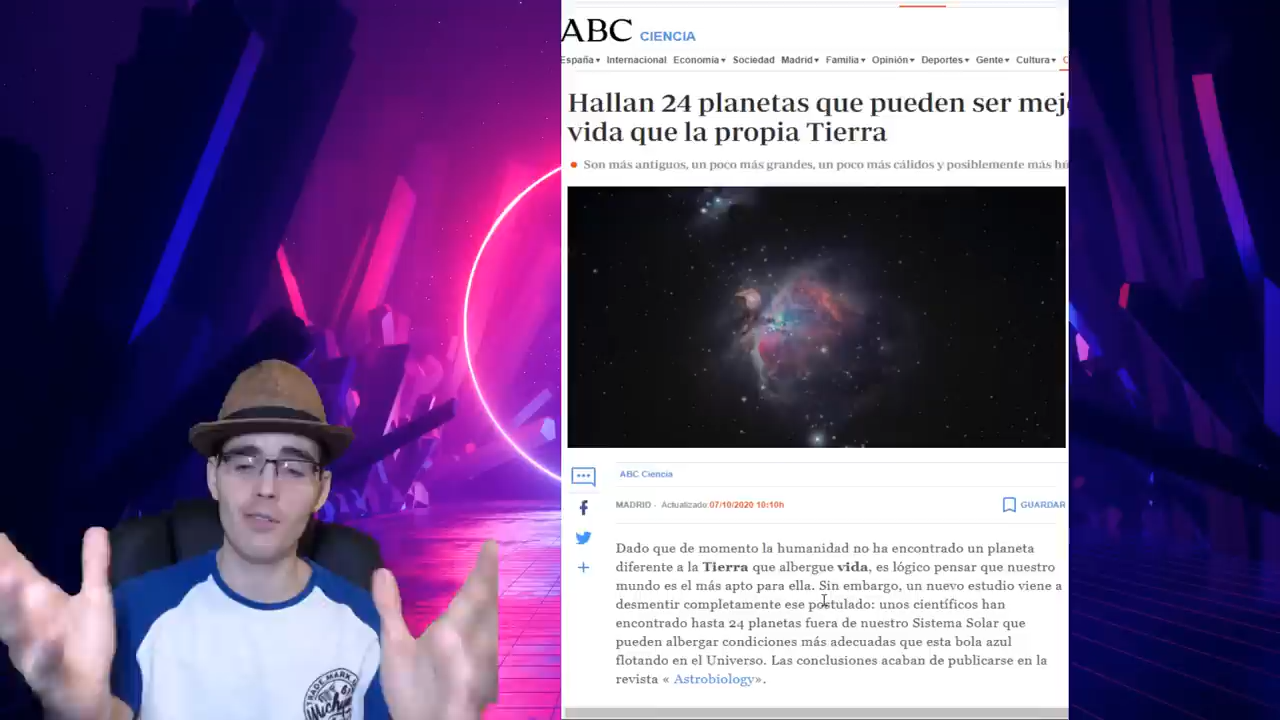 ABC CIENCIA
España Internacional Economía Sociedad Madrid Familia Opinión Deportes Gente Cultura
Hallan 24 planetas que pueden ser
vida que la propia Tierra
Son más antiguos, un poco más grandes, un poco más cálidos y posiblemente más
ABC Ciencia
MADRID - Actualizado:07/10/2020 10:10h
GUARDAR
Dado que de momento la humanidad no ha encontrado un planeta
diferente a la Tierra que albergue vida, es lógico pensar que nuestro
mundo es el más apto para ella. Sin embargo, un nuevo estudio viene a
desmentir completamente ese postulado: unos científicos han
encontrado hasta 24 planetas fuera de nuestro Sistema Solar que
pueden albergar condiciones más adecuadas que esta bola azul
flotando en el Universo. Las conclusiones acaban de publicarse en la
revista « Astrobiology».
TRADE MARK